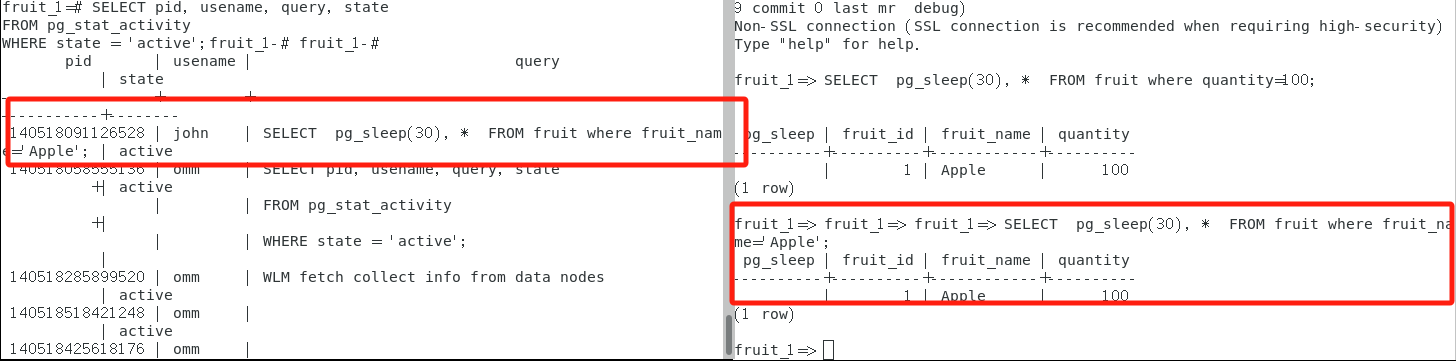 fruit_1=# SELECT pid, usename, query, state
FROM pg_stat_activity
WHERE state = 'active';fruit_1-# fruit_1-#
pid | usename | query
| state
-+-+-
----------+--------
140518091126528 | john | SELECT  pg_sleep(30), *  FROM fruit where fruit_nam
e='Apple'; | active
140518058555136 | omm | SELECT pid, usename, query, state
+| active
| | FROM pg_stat_activity
+|
| | WHERE state = 'active';
|
140518285899520 | omm | WLM fetch collect info from data nodes
| active
140518518421248 | omm |
| active
140518425618176 | omm |
9 commit 0 last mr  debug)
Non-SSL connection (SSL connection is recommended when requiring high-security)
Type "help" for help.
fruit_1=> SELECT  pg_sleep(30), *  FROM fruit where quantity=100;
pg_sleep | fruit_id | fruit_name | quantity
----------+----------+------------+----------
| 1 | Apple | 100
(1 row)
fruit_1=> fruit_1=> fruit_1=> SELECT  pg_sleep(30), *  FROM fruit where fruit_na
me='Apple';
pg_sleep | fruit_id | fruit_name | quantity
----------+----------+------------+----------
| 1 | Apple | 100
(1 row)
fruit_1=>